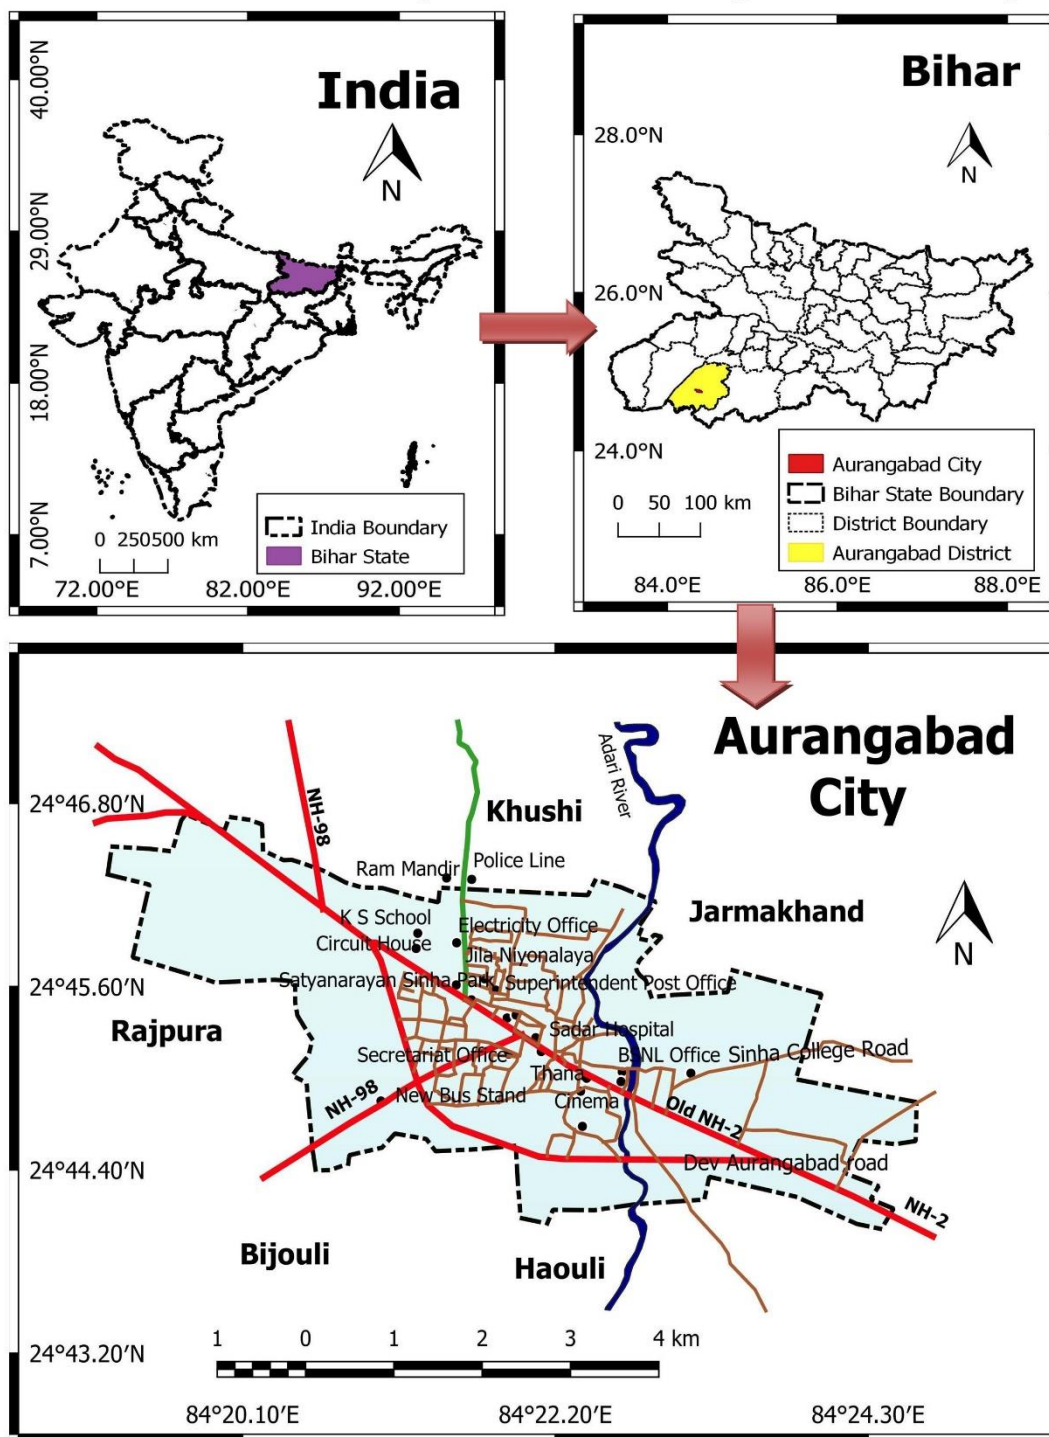 India
N
40.00°N
29.00°N
18.00°N
7.00°N
0 250500 km
India Boundary
Bihar State
72.00°E
82.00°E
92.00°E
Bihar
N
28.0°N
26.0°N
24.0°N
0 50 100 km
Aurangabad City
Bihar State Boundary
District Boundary
Aurangabad District
84.0°E
86.0°E
88.0°E
Aurangabad
City
N
24°46.80’N
24°45.60’N
24°44.40’N
24°43.20’N
NH-98
Khushi
Adari River
Ram Mandir
Police Line
Jarmakhand
K S School
Electricity Office
Circuit House
Jila Niyonalaya
Satyanarayan Sinha Park
Superintendent Post Office
Rajpura
Sadar Hospital
Secretariat Office
BSNL Office
Sinha College Road
Thana
NH-98
New Bus Stand
Cinema
Old NH-2
Dev Aurangabad road
NH-2
Bijouli
Haouli
1 0 1 2 3 4 km
84°20.10’E
84°22.20’E
84°24.30’E